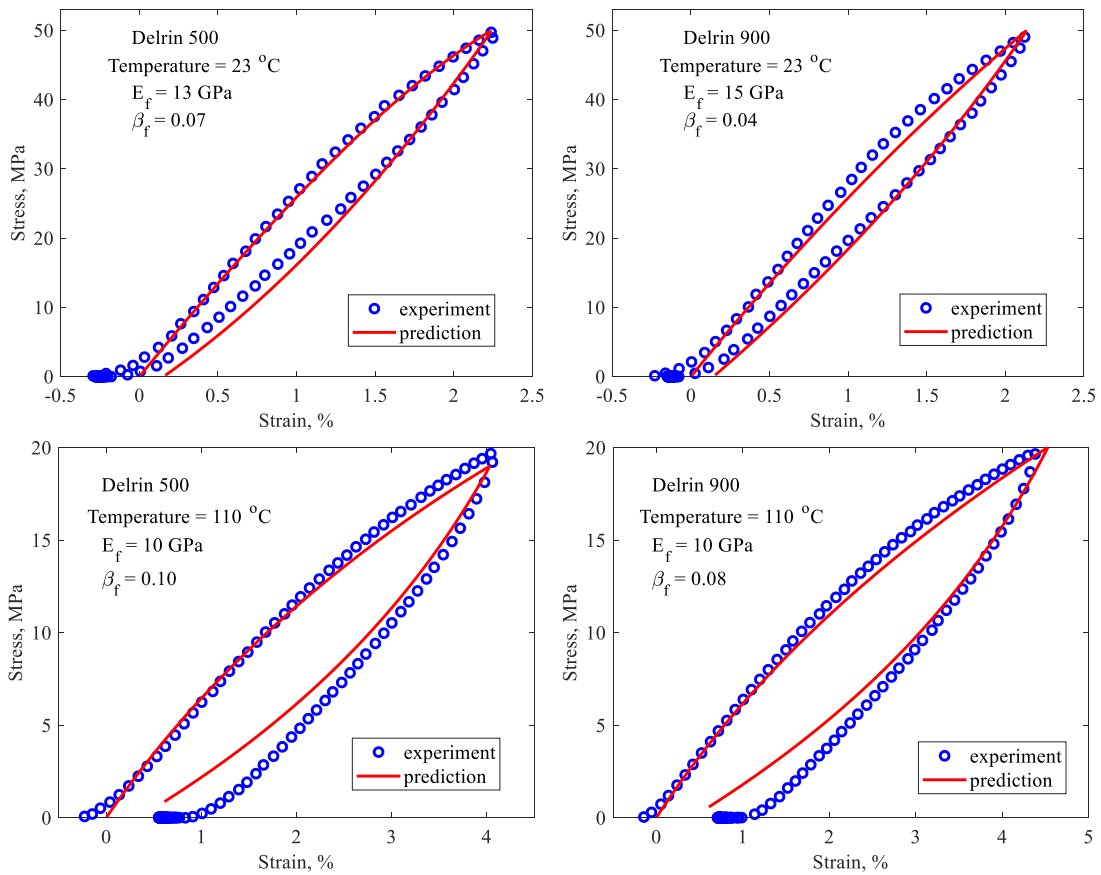 Delrin 500
Temperature = 23 °C
E_f = 13 GPa
β_f = 0.07
experiment
prediction
Stress, MPa
50
40
30
20
10
0
-0.5
0
0.5
1
1.5
2
2.5
Strain, %
Delrin 900
Temperature = 23 °C
E_f = 15 GPa
β_f = 0.04
experiment
prediction
Stress, MPa
50
40
30
20
10
0
-0.5
0
0.5
1
1.5
2
2.5
Strain, %
Delrin 500
Temperature = 110 °C
E_f = 10 GPa
β_f = 0.10
experiment
prediction
Stress, MPa
20
15
10
5
0
0
1
2
3
4
Strain, %
Delrin 900
Temperature = 110 °C
E_f = 10 GPa
β_f = 0.08
experiment
prediction
Stress, MPa
20
15
10
5
0
0
1
2
3
4
5
Strain, %